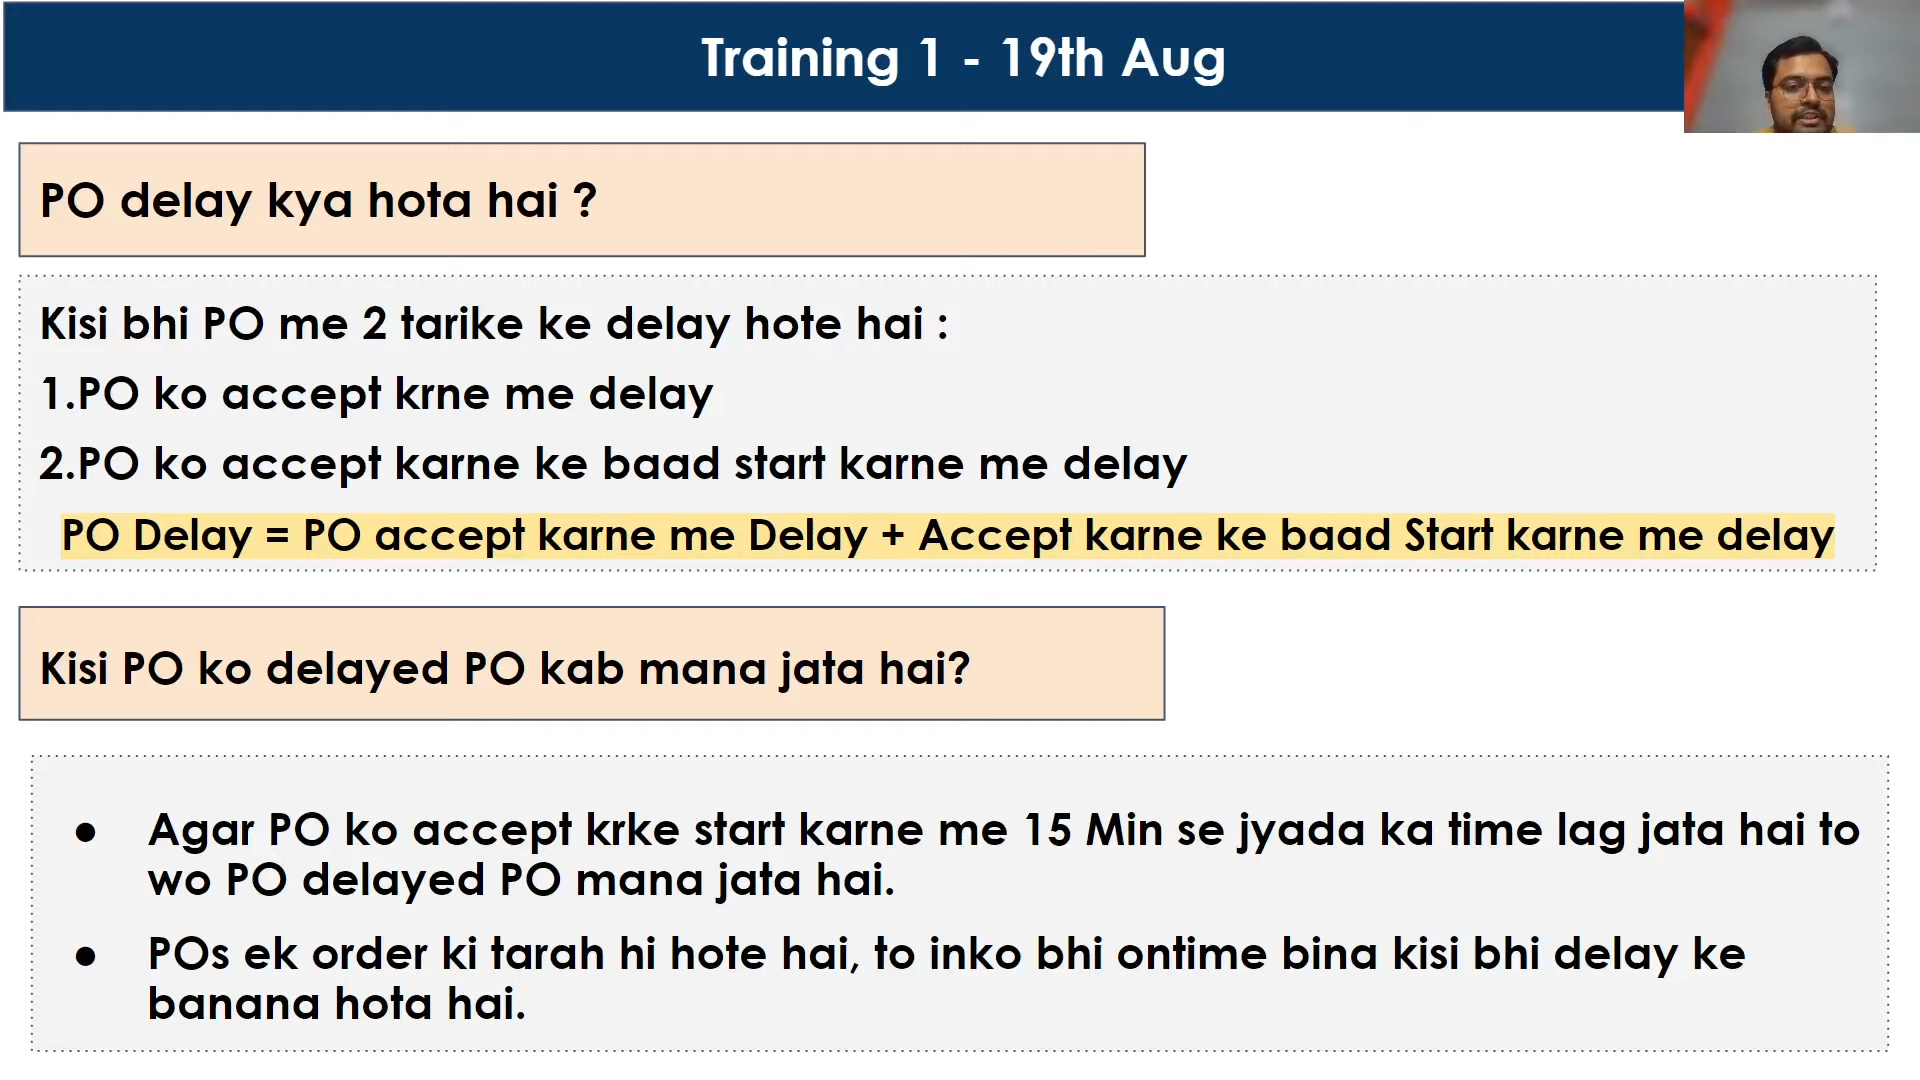 Training 1 - 19th Aug
PO delay kya hota hai ?
Kisi bhi PO me 2 tarike ke delay hote hai :
1.PO ko accept krne me delay
2.PO ko accept karne ke baad start karne me delay
PO Delay = PO accept karne me Delay + Accept karne ke baad Start karne me delay
Kisi PO ko delayed PO kab mana jata hai?
● Agar PO ko accept krke start karne me 15 Min se jyada ka time lag jata hai to
wo PO delayed PO mana jata hai.
● POs ek order ki tarah hi hote hai, to inko bhi ontime bina kisi bhi delay ke
banana hota hai.